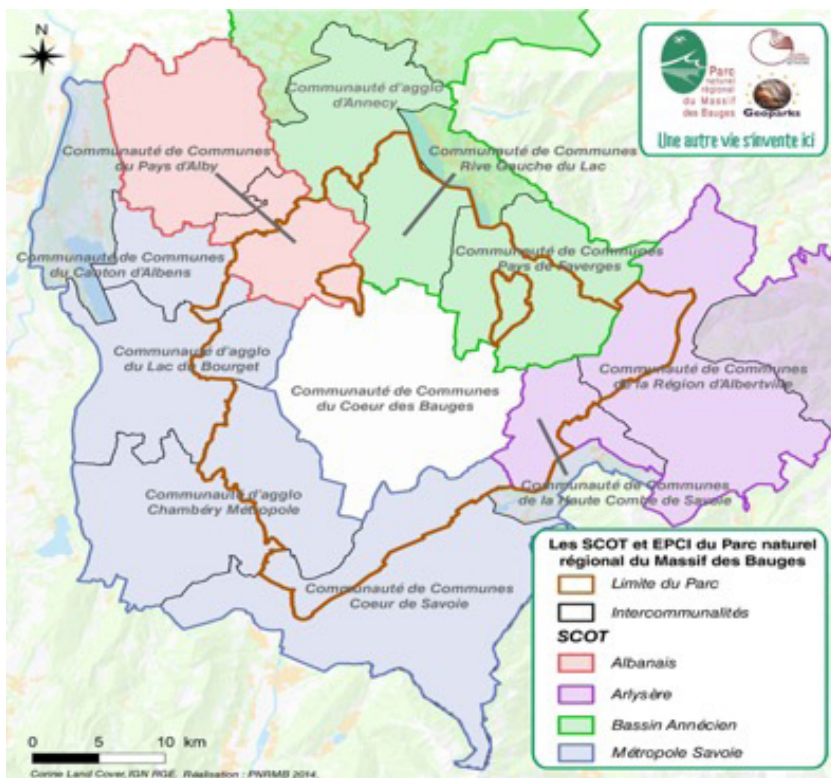 N
Communauté d'agglo
d'Annecy
Parc
naturel
régional
du Massif
des Bauges
Geoparks
Une autre vie s'invente ici
Communauté de Communes
du Pays d'Alby
Communauté de Communes
Rive Gauche du Lac
Communauté de Communes
du Canton d'Albens
Communauté de Communes
Pays de Faverges
Communauté d'agglo
du Lac de Bourget
Communauté de Communes
du Coeur des Bauges
Communauté de Communes
de la Région d'Albertville
Communauté d'agglo
Chambéry Métropole
Communauté de Communes
de la Haute Combe de Savoie
Communauté de Communes
Coeur de Savoie
Les SCOT et EPCI du Parc naturel
régional du Massif des Bauges
Limite du Parc
Intercommunalités
SCOT
Albanais
Arlysère
Bassin Annécien
Métropole Savoie
0 5 10 km
Corine Land Cover, IGN RGE. Réalisation : PNRMB 2014.